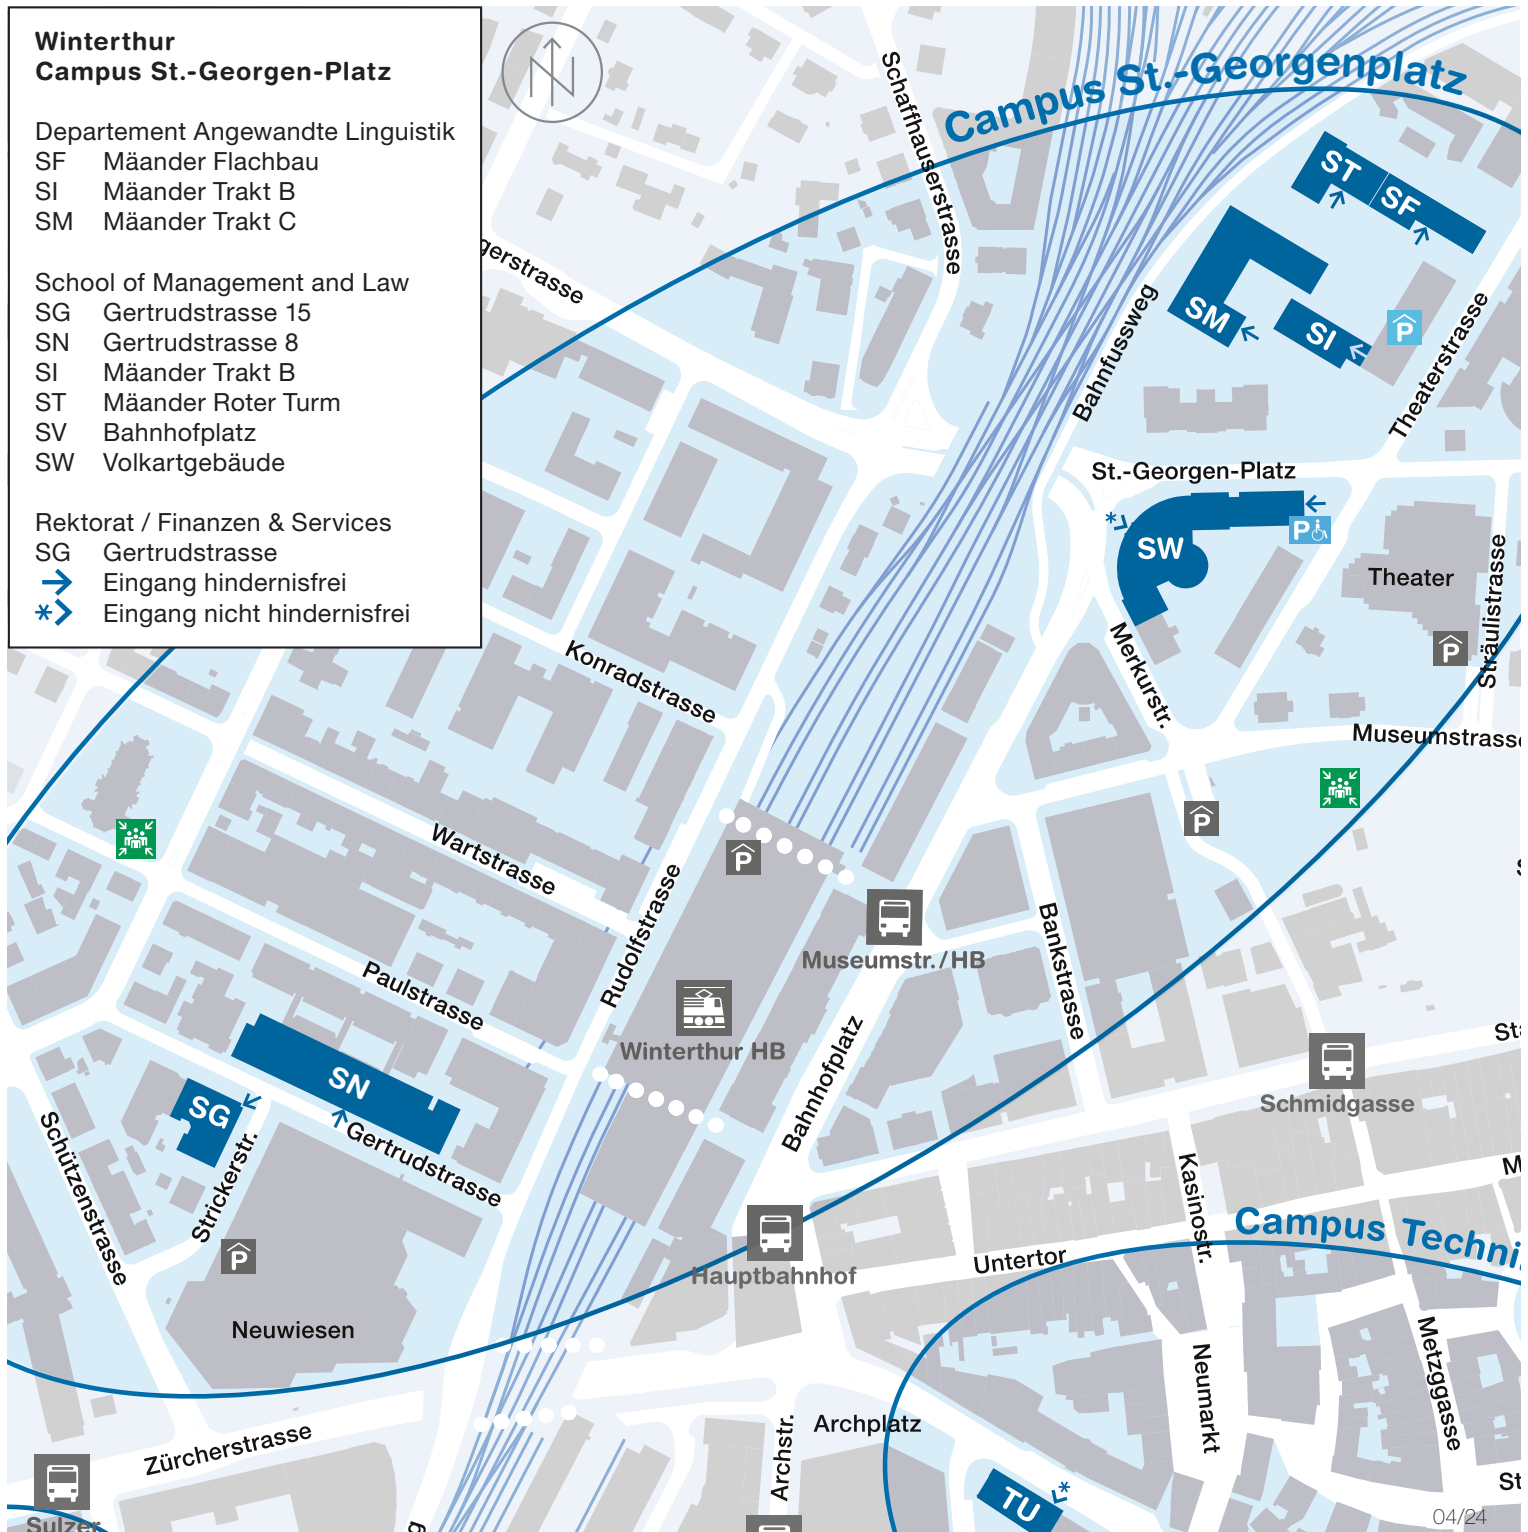 Winterthur
Campus St.-Georgen-Platz
Departement Angewandte Linguistik
SF Mäander Flachbau
SI Mäander Trakt B
SM Mäander Trakt C
School of Management and Law
SG Gertrudstrasse 15
SN Gertrudstrasse 8
SI Mäander Trakt B
ST Mäander Roter Turm
SV Bahnhofplatz
SW Volkartgebäude
Rektorat / Finanzen & Services
SG Gertrudstrasse
Eingang hindernisfrei
Eingang nicht hindernisfrei
N
Campus St.-Georgenplatz
Schaffhauserstrasse
gerstrasse
ST
SF
SM
SI
P
Bahnfussweg
Theaterstrasse
St.-Georgen-Platz
SW
P
Theater
P
Sträulistrasse
Merkurstr.
Museumstrasse
Konradstrasse
P
Wartstrasse
Rudolfstrasse
P
Museumstr./HB
Bankstrasse
Paulstrasse
Winterthur HB
Bahnhofplatz
Sta
Schmidgasse
SN
SG
Gertrudstrasse
Schützenstrasse
Strickerstr.
P
Neuwiesen
Hauptbahnhof
Untertor
Kasinostr.
M
Campus Techni
Neumarkt
Metzggasse
Archplatz
Archstr.
Zürcherstrasse
Sulzer
g
TU
St
04/24